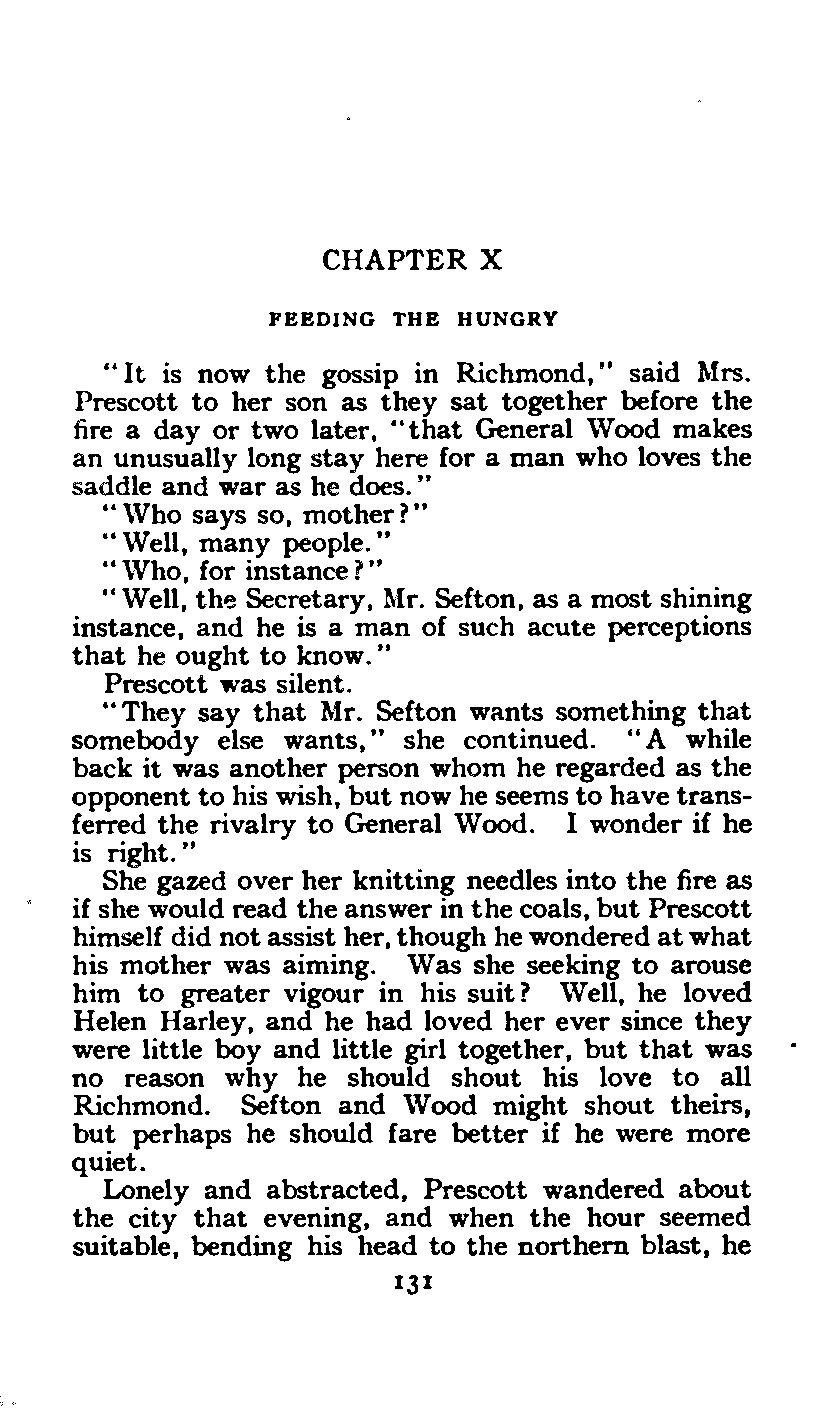 CHAPTER X
FEEDING THE HUNGRY
"It is now the gossip in Richmond," said Mrs.
Prescott to her son as they sat together before the
fire a day or two later, "that General Wood makes
an unusually long stay here for a man who loves the
saddle and war as he does."
"Who says so, mother?"
"Well, many people."
"Who, for instance?"
"Well, the Secretary, Mr. Sefton, as a most shining
instance, and he is a man of such acute perceptions
that he ought to know."
Prescott was silent.
"They say that Mr. Sefton wants something that
somebody else wants," she continued. "A while
back it was another person whom he regarded as the
opponent to his wish, but now he seems to have trans-
ferred the rivalry to General Wood. I wonder if he
is right."
She gazed over her knitting needles into the fire as
if she would read the answer in the coals, but Prescott
himself did not assist her, though he wondered at what
his mother was aiming. Was she seeking to arouse
him to greater vigour in his suit? Well, he loved
Helen Harley, and he had loved her ever since they
were little boy and little girl together, but that was
no reason why he should shout his love to all
Richmond. Sefton and Wood might shout theirs,
but perhaps he should fare better if he were more
quiet.
Lonely and abstracted, Prescott wandered about
the city that evening, and when the hour seemed
suitable, bending his head to the northern blast, he
131